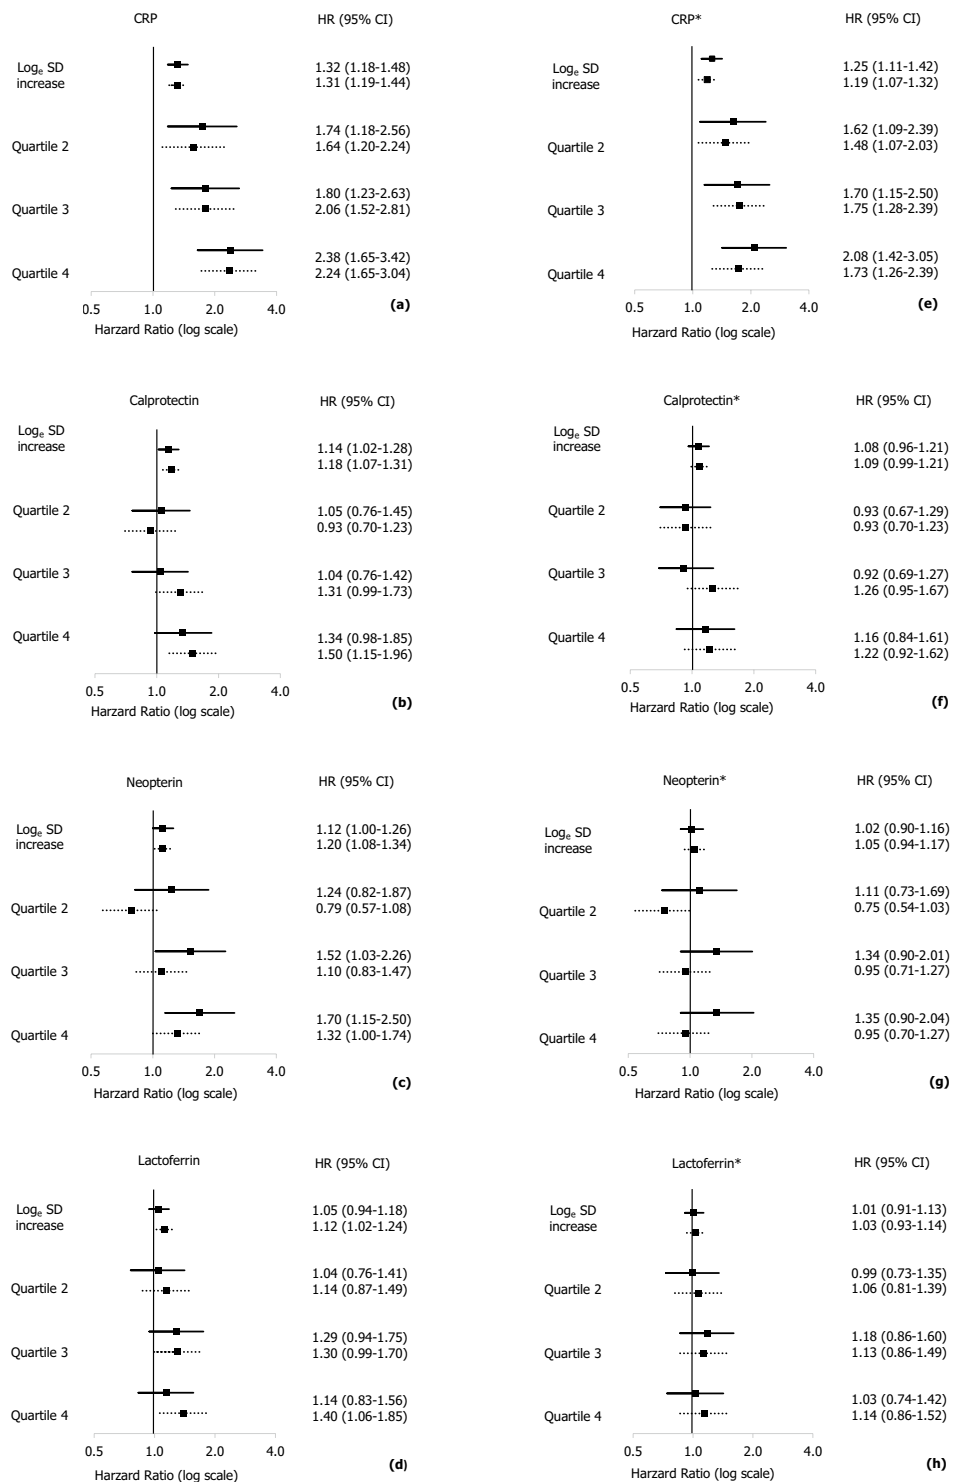 CRP
HR (95% CI)
Logₑ SD
increase
1.32 (1.18-1.48)
1.31 (1.19-1.44)
Quartile 2
1.74 (1.18-2.56)
1.64 (1.20-2.24)
Quartile 3
1.80 (1.23-2.63)
2.06 (1.52-2.81)
Quartile 4
2.38 (1.65-3.42)
2.24 (1.65-3.04)
0.5 1.0 2.0 4.0
Harzard Ratio (log scale)
(a)
CRP*
HR (95% CI)
Logₑ SD
increase
1.25 (1.11-1.42)
1.19 (1.07-1.32)
Quartile 2
1.62 (1.09-2.39)
1.48 (1.07-2.03)
Quartile 3
1.70 (1.15-2.50)
1.75 (1.28-2.39)
Quartile 4
2.08 (1.42-3.05)
1.73 (1.26-2.39)
0.5 1.0 2.0 4.0
Harzard Ratio (log scale)
(e)
Calprotectin
HR (95% CI)
Logₑ SD
increase
1.14 (1.02-1.28)
1.18 (1.07-1.31)
Quartile 2
1.05 (0.76-1.45)
0.93 (0.70-1.23)
Quartile 3
1.04 (0.76-1.42)
1.31 (0.99-1.73)
Quartile 4
1.34 (0.98-1.85)
1.50 (1.15-1.96)
0.5 1.0 2.0 4.0
Harzard Ratio (log scale)
(b)
Calprotectin*
HR (95% CI)
Logₑ SD
increase
1.08 (0.96-1.21)
1.09 (0.99-1.21)
Quartile 2
0.93 (0.67-1.29)
0.93 (0.70-1.23)
Quartile 3
0.92 (0.69-1.27)
1.26 (0.95-1.67)
Quartile 4
1.16 (0.84-1.61)
1.22 (0.92-1.62)
0.5 1.0 2.0 4.0
Harzard Ratio (log scale)
(f)
Neopterin
HR (95% CI)
Logₑ SD
increase
1.12 (1.00-1.26)
1.20 (1.08-1.34)
Quartile 2
1.24 (0.82-1.87)
0.79 (0.57-1.08)
Quartile 3
1.52 (1.03-2.26)
1.10 (0.83-1.47)
Quartile 4
1.70 (1.15-2.50)
1.32 (1.00-1.74)
0.5 1.0 2.0 4.0
Harzard Ratio (log scale)
(c)
Neopterin*
HR (95% CI)
Logₑ SD
increase
1.02 (0.90-1.16)
1.05 (0.94-1.17)
Quartile 2
1.11 (0.73-1.69)
0.75 (0.54-1.03)
Quartile 3
1.34 (0.90-2.01)
0.95 (0.71-1.27)
Quartile 4
1.35 (0.90-2.04)
0.95 (0.70-1.27)
0.5 1.0 2.0 4.0
Harzard Ratio (log scale)
(g)
Lactoferrin
HR (95% CI)
Logₑ SD
increase
1.05 (0.94-1.18)
1.12 (1.02-1.24)
Quartile 2
1.04 (0.76-1.41)
1.14 (0.87-1.49)
Quartile 3
1.29 (0.94-1.75)
1.30 (0.99-1.70)
Quartile 4
1.14 (0.83-1.56)
1.40 (1.06-1.85)
0.5 1.0 2.0 4.0
Harzard Ratio (log scale)
(d)
Lactoferrin*
HR (95% CI)
Logₑ SD
increase
1.01 (0.91-1.13)
1.03 (0.93-1.14)
Quartile 2
0.99 (0.73-1.35)
1.06 (0.81-1.39)
Quartile 3
1.18 (0.86-1.60)
1.13 (0.86-1.49)
Quartile 4
1.03 (0.74-1.42)
1.14 (0.86-1.52)
0.5 1.0 2.0 4.0
Harzard Ratio (log scale)
(h)